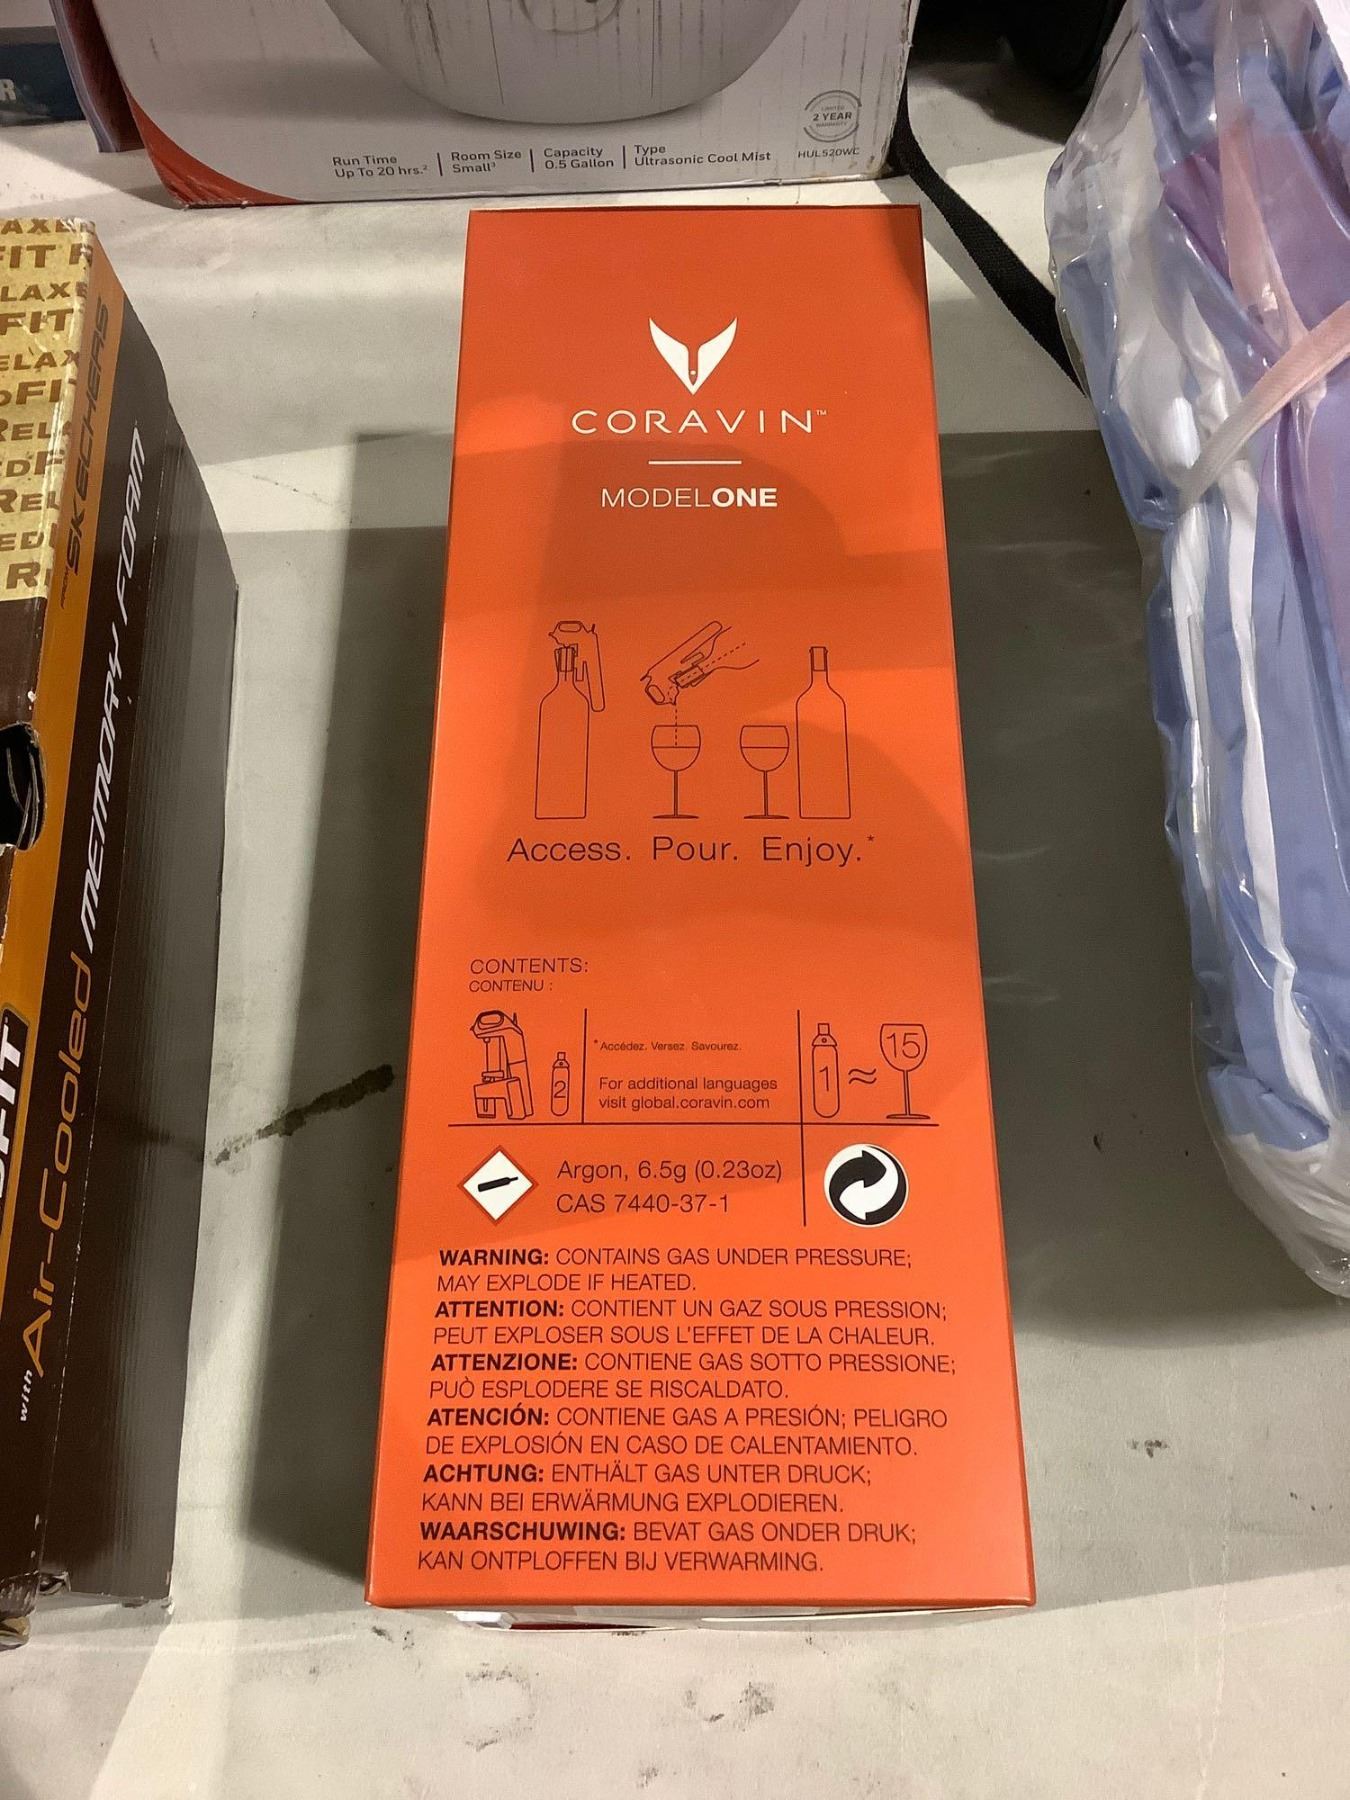 R
LIMITED
2 YEAR
WARRANTY
Run Time
Up To 20 hrs.²
Room Size
Small³
Capacity
0.5 Gallon
Type
Ultrasonic Cool Mist
HUL520WC
FIT
FIT
SKECHERS
with Air-Cooled MEMORY FOAM
CORAVIN™
MODELONE
Access. Pour. Enjoy.*
CONTENTS:
CONTENU :
2
*Accédez. Versez. Savourez.
For additional languages
visit global.coravin.com
1 ≈ 15
Argon, 6.5g (0.23oz)
CAS 7440-37-1
WARNING: CONTAINS GAS UNDER PRESSURE;
MAY EXPLODE IF HEATED.
ATTENTION: CONTIENT UN GAZ SOUS PRESSION;
PEUT EXPLOSER SOUS L'EFFET DE LA CHALEUR.
ATTENZIONE: CONTIENE GAS SOTTO PRESSIONE;
PUÒ ESPLODERE SE RISCALDATO.
ATENCIÓN: CONTIENE GAS A PRESIÓN; PELIGRO
DE EXPLOSIÓN EN CASO DE CALENTAMIENTO.
ACHTUNG: ENTHÄLT GAS UNTER DRUCK;
KANN BEI ERWÄRMUNG EXPLODIEREN.
WAARSCHUWING: BEVAT GAS ONDER DRUK;
KAN ONTPLOFFEN BIJ VERWARMING.